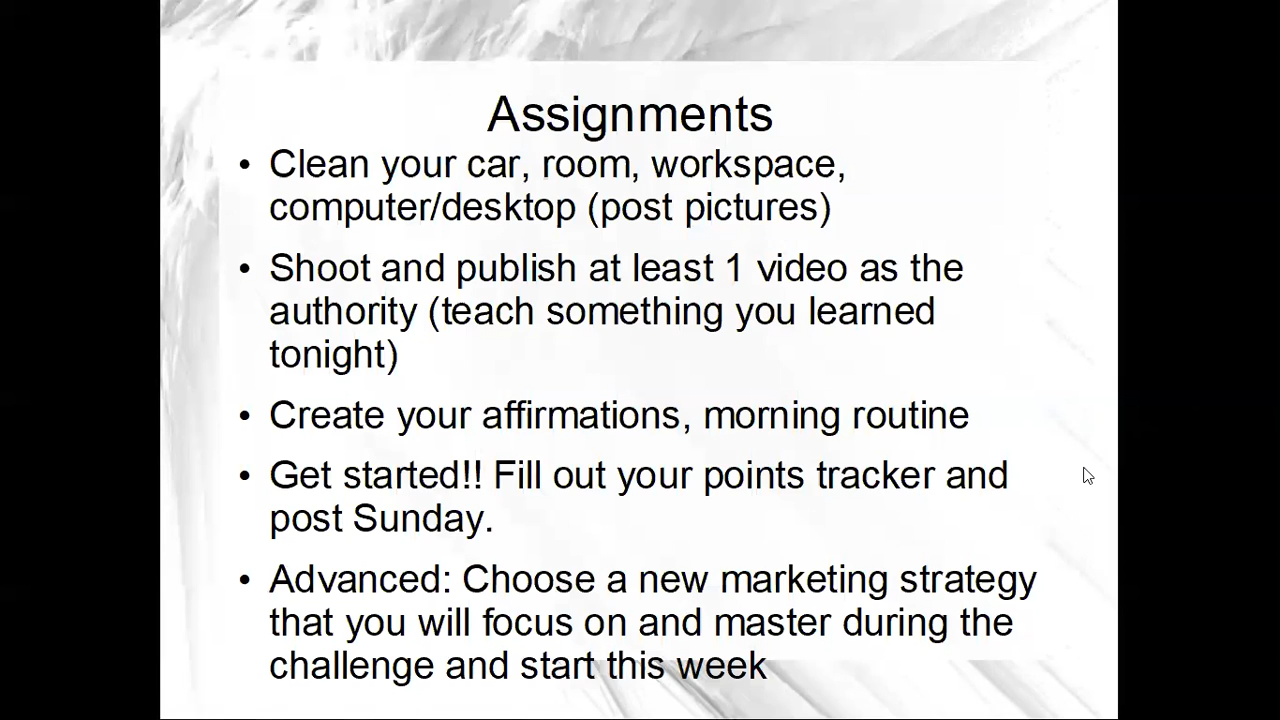 Assignments
• Clean your car, room, workspace,
computer/desktop (post pictures)
• Shoot and publish at least 1 video as the
authority (teach something you learned
tonight)
• Create your affirmations, morning routine
• Get started!! Fill out your points tracker and
post Sunday.
• Advanced: Choose a new marketing strategy
that you will focus on and master during the
challenge and start this week